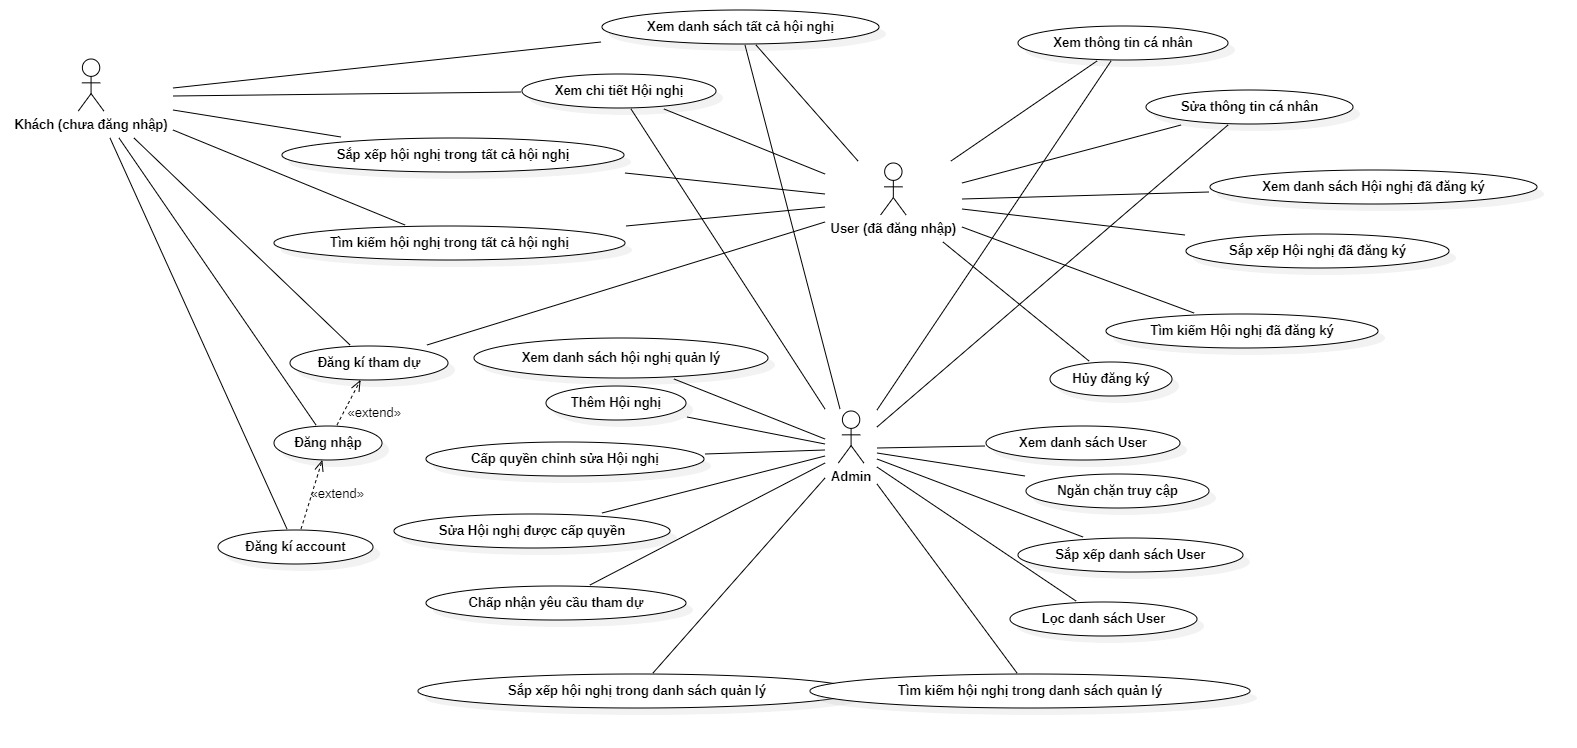 Xem danh sách tất cả hội nghị
Xem thông tin cá nhân
Xem chi tiết Hội nghị
Sửa thông tin cá nhân
Khách (chưa đăng nhập)
Sắp xếp hội nghị trong tất cả hội nghị
Xem danh sách Hội nghị đã đăng ký
User (đã đăng nhập)
Tìm kiếm hội nghị trong tất cả hội nghị
Sắp xếp Hội nghị đã đăng ký
Tìm kiếm Hội nghị đã đăng ký
Xem danh sách hội nghị quản lý
Đăng kí tham dự
Hủy đăng ký
Thêm Hội nghị
«extend»
Đăng nhập
Xem danh sách User
Cấp quyền chỉnh sửa Hội nghị
Admin
Ngăn chặn truy cập
«extend»
Sửa Hội nghị được cấp quyền
Đăng kí account
Sắp xếp danh sách User
Chấp nhận yêu cầu tham dự
Lọc danh sách User
Sắp xếp hội nghị trong danh sách quản lý
Tìm kiếm hội nghị trong danh sách quản lý